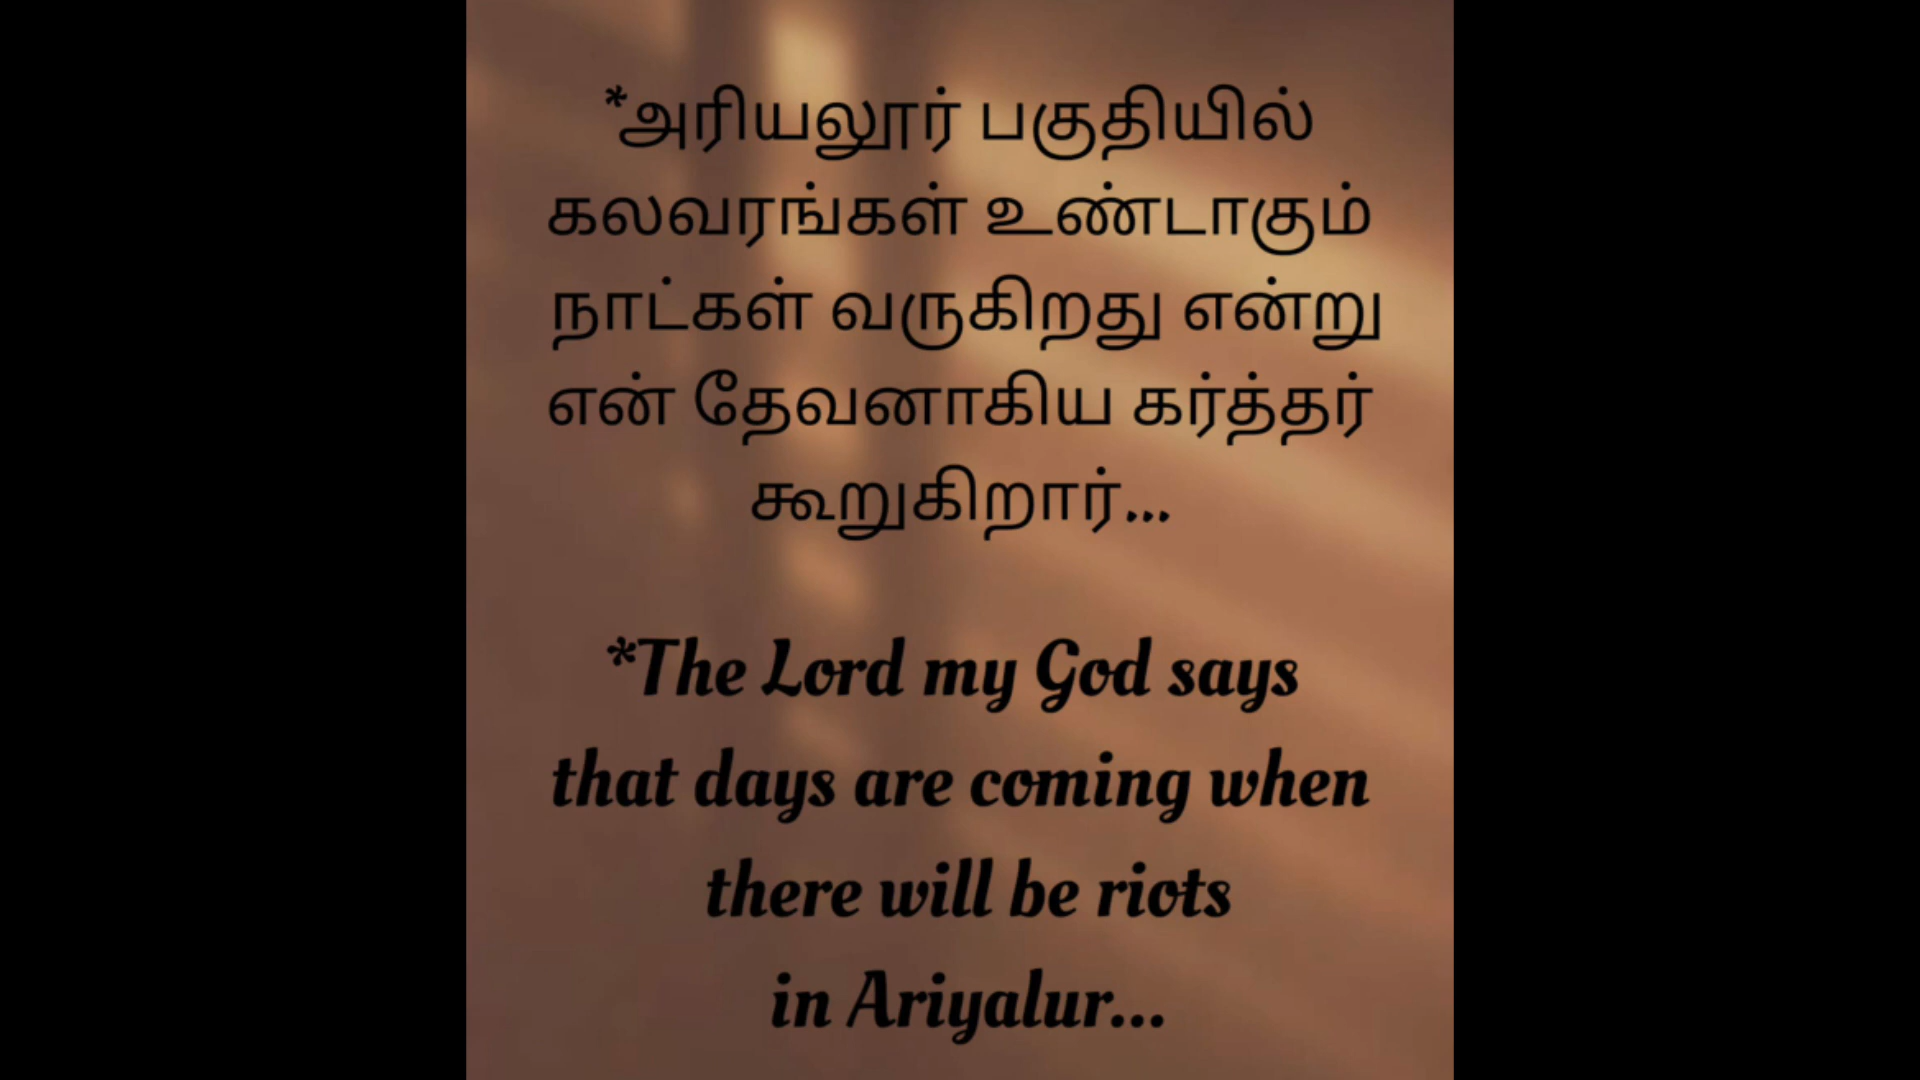 *அரியலூர் பகுதியில்
கலவரங்கள் உண்டாகும்
நாட்கள் வருகிறது என்று
என் தேவனாகிய கர்த்தர்
கூறுகிறார்...
*The Lord my God says
that days are coming when
there will be riots
in Ariyalur...